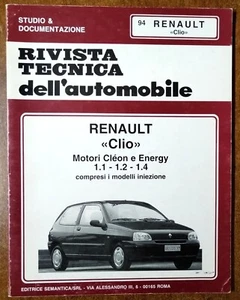 STUDIO &
DOCUMENTAZIONE
94 RENAULT
«Clio»
RIVISTA
TECNICA
dell'automobile
RENAULT
«Clio»
Motori Cléon e Energy
1.1 - 1.2 - 1.4
compresi i modelli iniezione
EDITRICE SEMANTICA/SRL - VIA ALESSANDRO III, 6 - 00165 ROMA